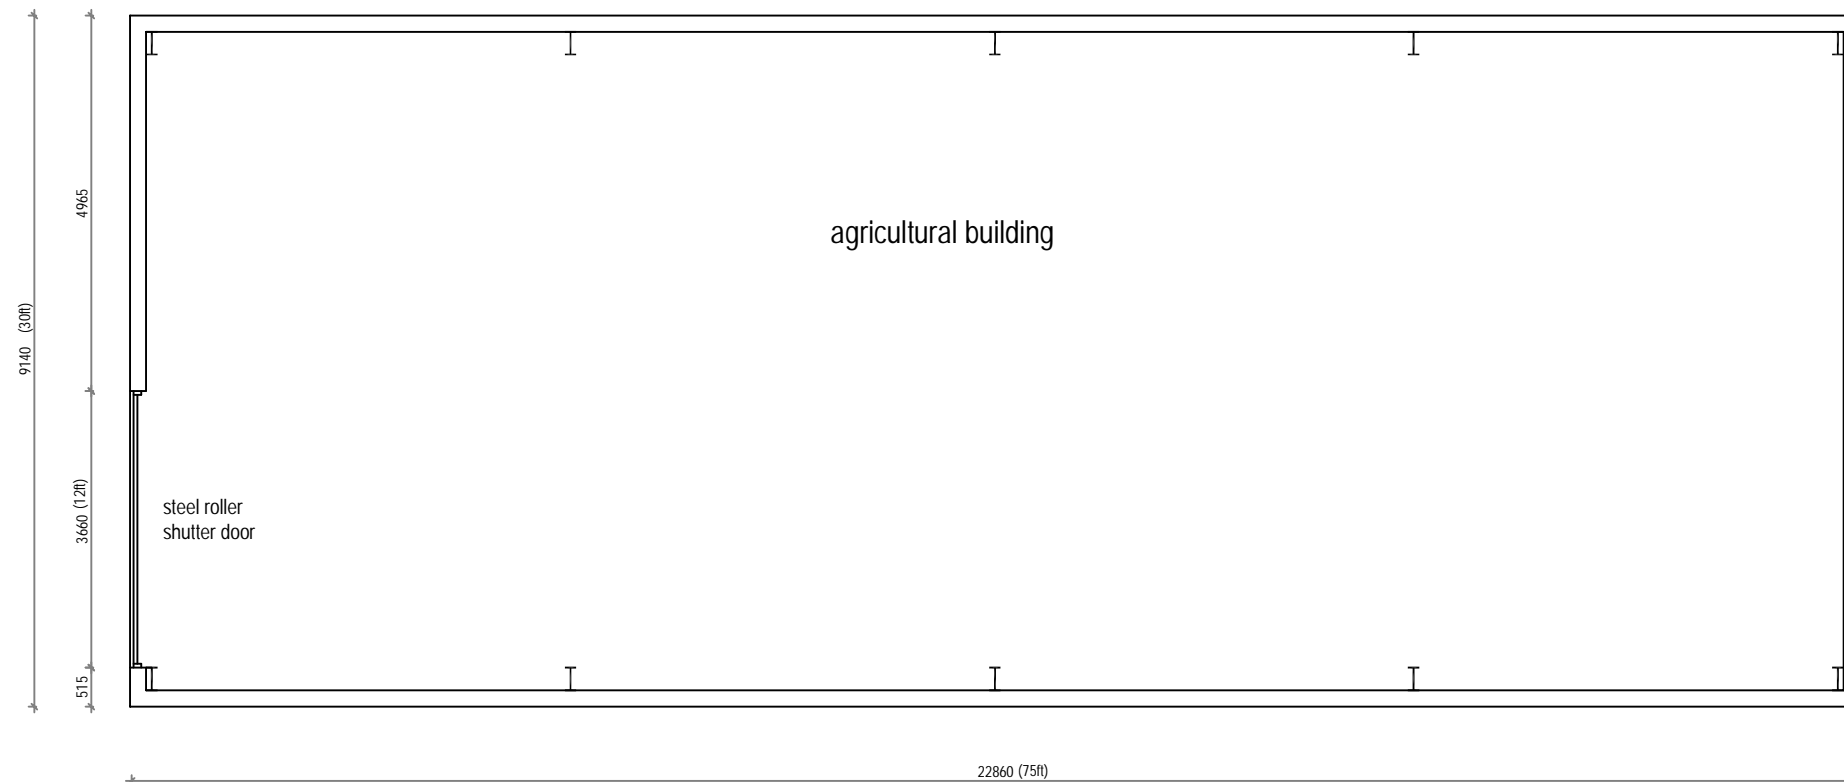 4965
agricultural building
9140 (30ft)
3660 (12ft)
steel roller
shutter door
515
22860 (75ft)